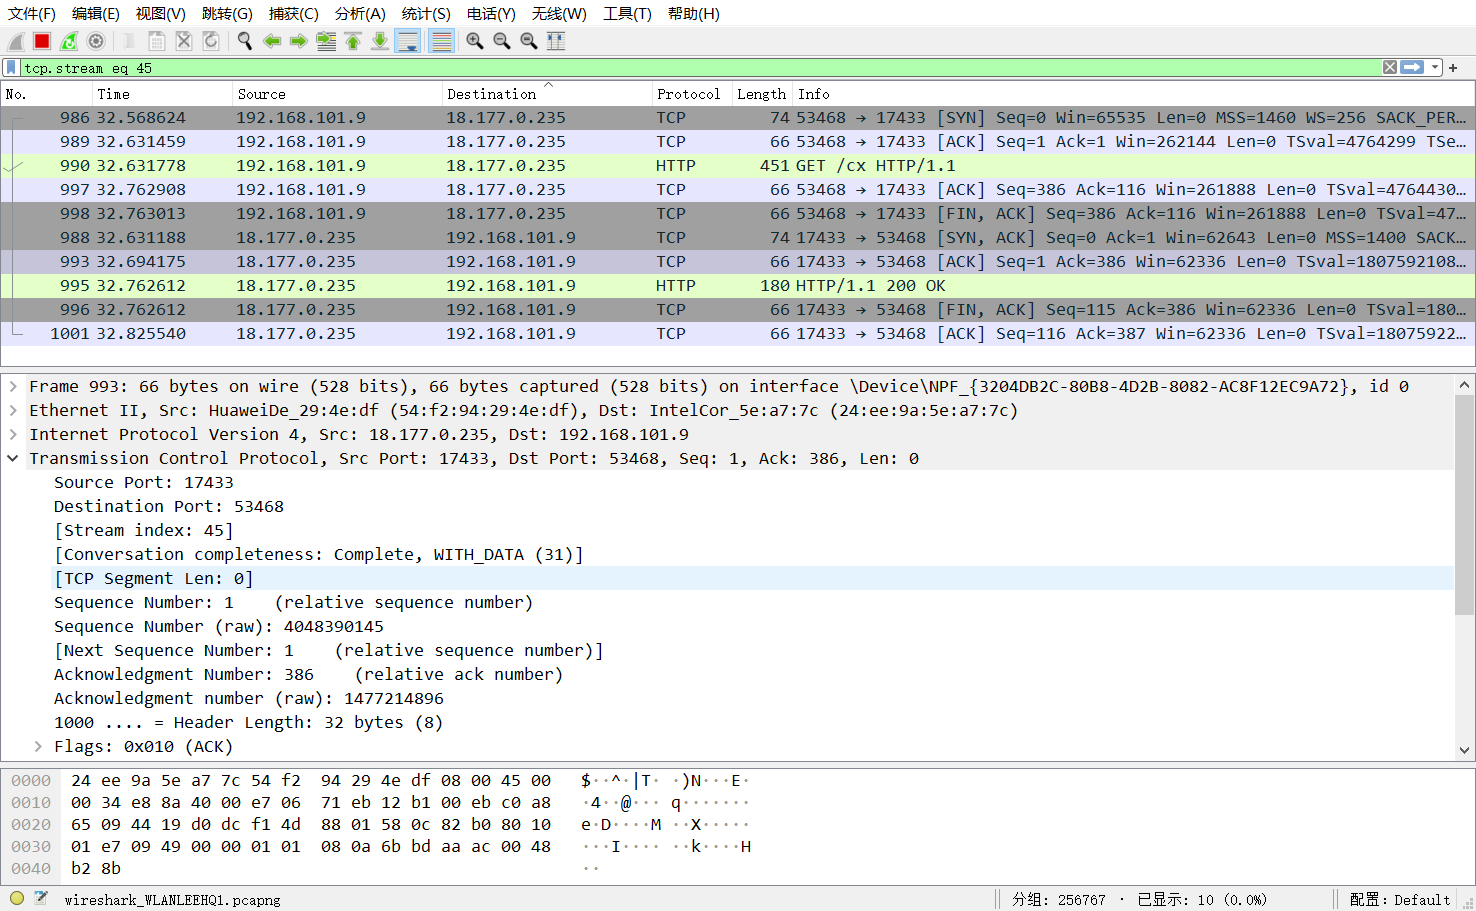 文件(F) 编辑(E) 视图(V) 跳转(G) 捕获(C) 分析(A) 统计(S) 电话(Y) 无线(W) 工具(T) 帮助(H)
tcp.stream eq 45
No. Time Source Destination Protocol Length Info
986 32.568624 192.168.101.9 18.177.0.235 TCP 74 53468 → 17433 [SYN] Seq=0 Win=65535 Len=0 MSS=1460 WS=256 SACK_PER…
989 32.631459 192.168.101.9 18.177.0.235 TCP 66 53468 → 17433 [ACK] Seq=1 Ack=1 Win=262144 Len=0 TSval=4764299 TSe…
990 32.631778 192.168.101.9 18.177.0.235 HTTP 451 GET /cx HTTP/1.1
997 32.762908 192.168.101.9 18.177.0.235 TCP 66 53468 → 17433 [ACK] Seq=386 Ack=116 Win=261888 Len=0 TSval=4764430…
998 32.763013 192.168.101.9 18.177.0.235 TCP 66 53468 → 17433 [FIN, ACK] Seq=386 Ack=116 Win=261888 Len=0 TSval=47…
988 32.631188 18.177.0.235 192.168.101.9 TCP 74 17433 → 53468 [SYN, ACK] Seq=0 Ack=1 Win=62643 Len=0 MSS=1400 SACK…
993 32.694175 18.177.0.235 192.168.101.9 TCP 66 17433 → 53468 [ACK] Seq=1 Ack=386 Win=62336 Len=0 TSval=1807592108…
995 32.762612 18.177.0.235 192.168.101.9 HTTP 180 HTTP/1.1 200 OK
996 32.762612 18.177.0.235 192.168.101.9 TCP 66 17433 → 53468 [FIN, ACK] Seq=115 Ack=386 Win=62336 Len=0 TSval=180…
1001 32.825540 18.177.0.235 192.168.101.9 TCP 66 17433 → 53468 [ACK] Seq=116 Ack=387 Win=62336 Len=0 TSval=18075922…
Frame 993: 66 bytes on wire (528 bits), 66 bytes captured (528 bits) on interface \Device\NPF_{3204DB2C-80B8-4D2B-8082-AC8F12EC9A72}, id 0
Ethernet II, Src: HuaweiDe_29:4e:df (54:f2:94:29:4e:df), Dst: IntelCor_5e:a7:7c (24:ee:9a:5e:a7:7c)
Internet Protocol Version 4, Src: 18.177.0.235, Dst: 192.168.101.9
Transmission Control Protocol, Src Port: 17433, Dst Port: 53468, Seq: 1, Ack: 386, Len: 0
Source Port: 17433
Destination Port: 53468
[Stream index: 45]
[Conversation completeness: Complete, WITH_DATA (31)]
[TCP Segment Len: 0]
Sequence Number: 1 (relative sequence number)
Sequence Number (raw): 4048390145
[Next Sequence Number: 1 (relative sequence number)]
Acknowledgment Number: 386 (relative ack number)
Acknowledgment number (raw): 1477214896
1000 .... = Header Length: 32 bytes (8)
Flags: 0x010 (ACK)
0000 24 ee 9a 5e a7 7c 54 f2 94 29 4e df 08 00 45 00 $··^·|T· ·)N···E·
0010 00 34 e8 8a 40 00 e7 06 71 eb 12 b1 00 eb c0 a8 ·4··@··· q·······
0020 65 09 44 19 d0 dc f1 4d 88 01 58 0c 82 b0 80 10 e·D····M ··X·····
0030 01 e7 09 49 00 00 01 01 08 0a 6b bd aa ac 00 48 ···I···· ··k····H
0040 b2 8b ··
wireshark_WLANLEEHQ1.pcapng 分组: 256767 · 已显示: 10 (0.0%) 配置: Default